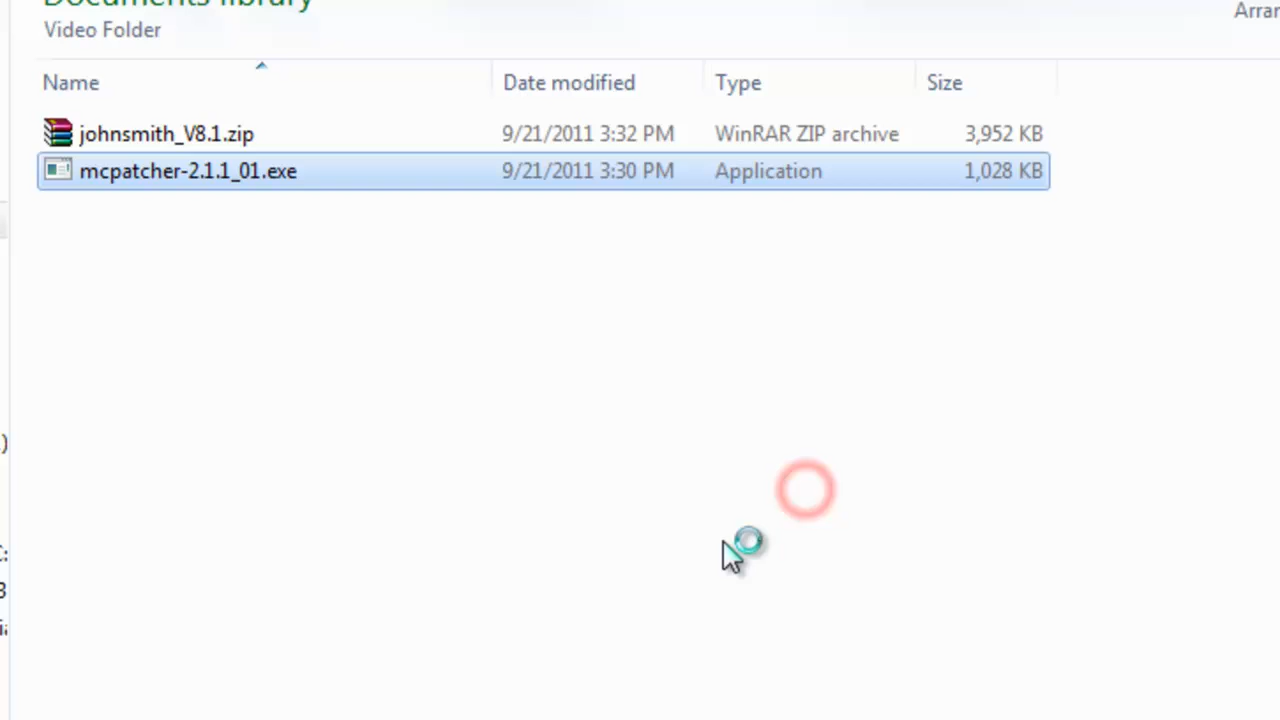 Documents library
Arran
Video Folder
Name Date modified Type Size
johnsmith_V8.1.zip 9/21/2011 3:32 PM WinRAR ZIP archive 3,952 KB
mcpatcher-2.1.1_01.exe 9/21/2011 3:30 PM Application 1,028 KB